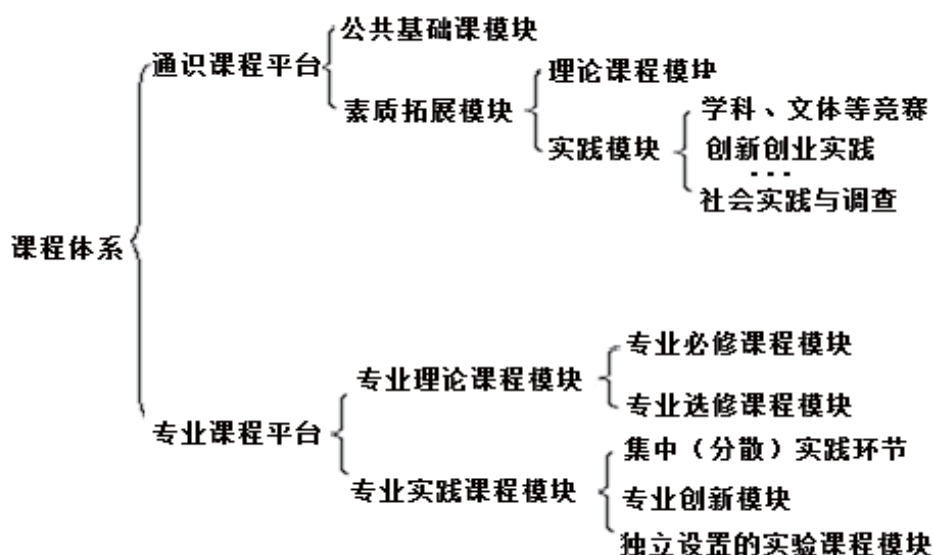 公共基础课模块
通识课程平台
理论课程模块
素质拓展模块
学科、文体等竞赛
实践模块
创新创业实践
...
社会实践与调查
课程体系
专业必修课程模块
专业理论课程模块
专业选修课程模块
专业课程平台
集中（分散）实践环节
专业实践课程模块
专业创新模块
独立设置的实验课程模块